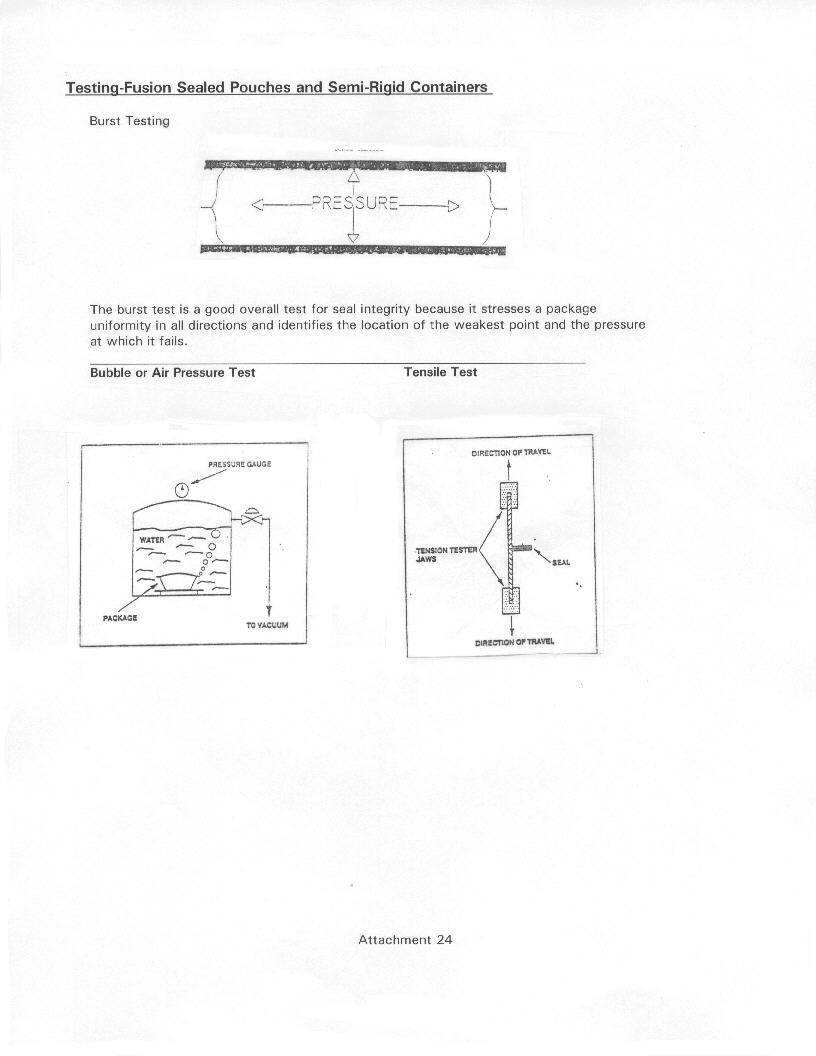 Testing-Fusion Sealed Pouches and Semi-Rigid Containers
Burst Testing
PRESSURE
The burst test is a good overall test for seal integrity because it stresses a package
uniformity in all directions and identifies the location of the weakest point and the pressure
at which it fails.
Bubble or Air Pressure Test
Tensile Test
PRESSURE GAUGE
WATER
PACKAGE
TO VACUUM
DIRECTION OF TRAVEL
TENSION TESTER
JAWS
SEAL
DIRECTION OF TRAVEL
Attachment 24